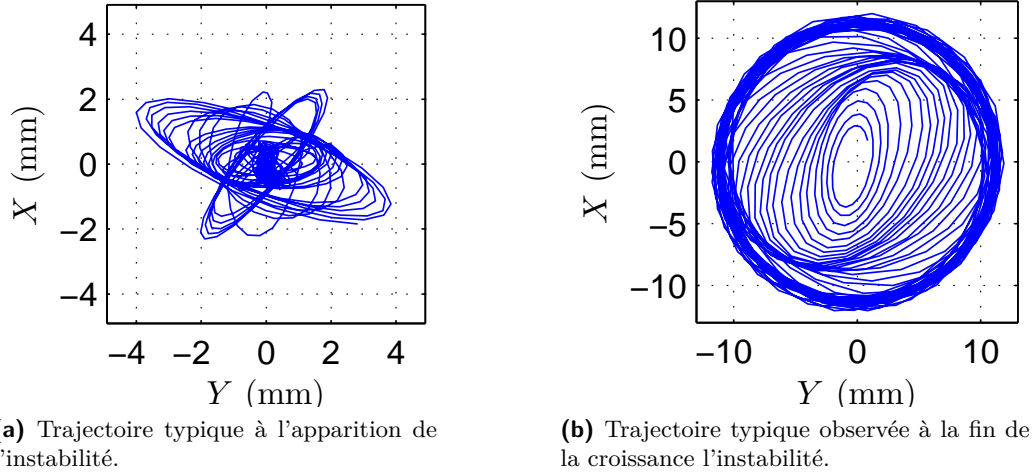 4
2
0
−2
−4
X (mm)
−4 −2 0 2 4
Y (mm)
a) Trajectoire typique à l'apparition de
'instabilité.
10
5
0
−5
−10
X (mm)
−10 0 10
Y (mm)
(b) Trajectoire typique observée à la fin de
la croissance l'instabilité.